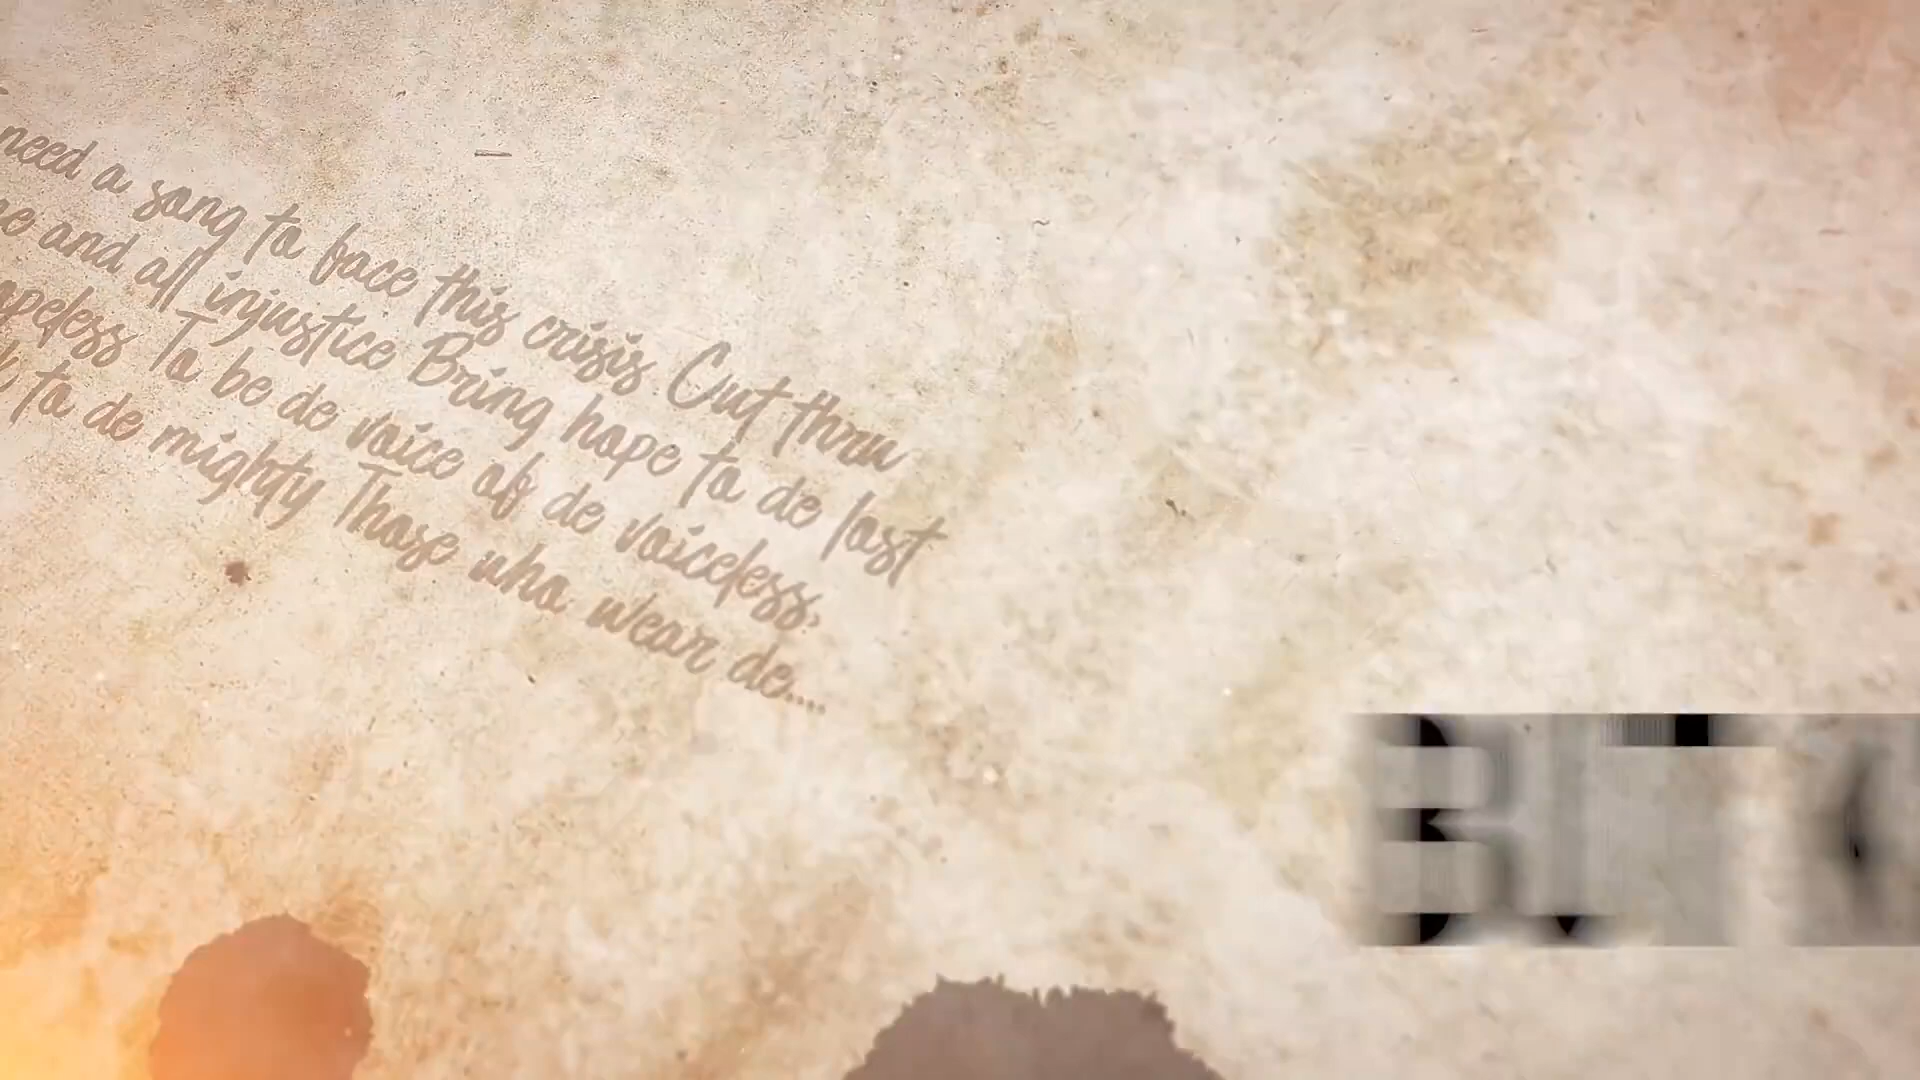 need a song to face this crisis. Cut thru
and all injustice Bring hope to de lost
To be de voice of de voiceless,
to de mighty Those who wear de....